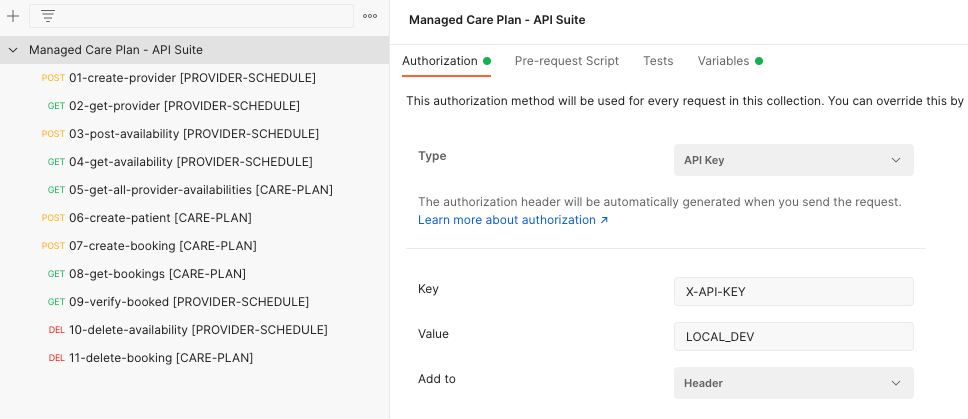 Managed Care Plan - API Suite
POST 01-create-provider [PROVIDER-SCHEDULE]
GET 02-get-provider [PROVIDER-SCHEDULE]
POST 03-post-availability [PROVIDER-SCHEDULE]
GET 04-get-availability [PROVIDER-SCHEDULE]
GET 05-get-all-provider-availabilities [CARE-PLAN]
POST 06-create-patient [CARE-PLAN]
POST 07-create-booking [CARE-PLAN]
GET 08-get-bookings [CARE-PLAN]
GET 09-verify-booked [PROVIDER-SCHEDULE]
DEL 10-delete-availability [PROVIDER-SCHEDULE]
DEL 11-delete-booking [CARE-PLAN]
Managed Care Plan - API Suite
Authorization Pre-request Script Tests Variables
This authorization method will be used for every request in this collection. You can override this by
Type API Key
The authorization header will be automatically generated when you send the request.
Learn more about authorization ↗
Key X-API-KEY
Value LOCAL_DEV
Add to Header